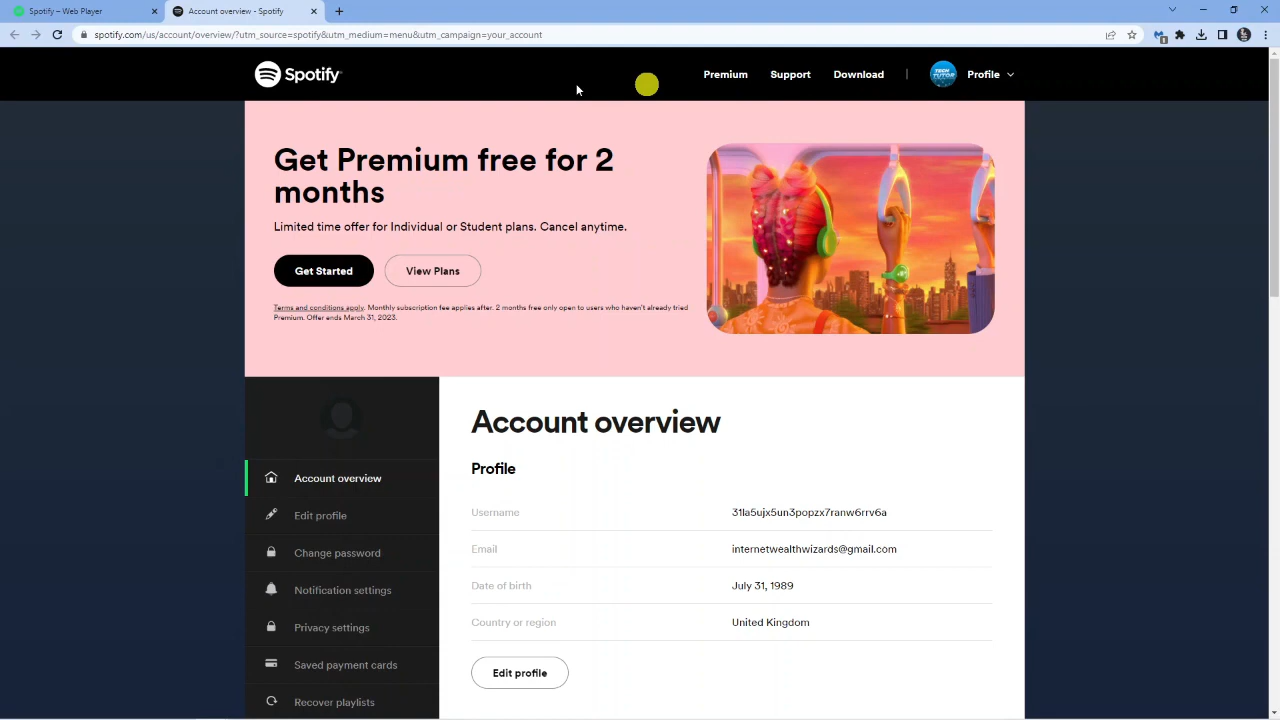 Spotify – Web Player
Account overview - Spotify
spotify.com/us/account/overview/?utm_source=spotify&utm_medium=menu&utm_campaign=your_account
Spotify
Premium
Support
Download
TECH TUTOR
Profile
Get Premium free for 2
months
Limited time offer for Individual or Student plans. Cancel anytime.
Get Started
View Plans
Terms and conditions apply. Monthly subscription fee applies after. 2 months free only open to users who haven't already tried
Premium. Offer ends March 31, 2023.
Account overview
Edit profile
Change password
Notification settings
Privacy settings
Saved payment cards
Recover playlists
Account overview
Profile
Username 31la5ujx5un3popzx7ranw6rrv6a
Email internetwealthwizards@gmail.com
Date of birth July 31, 1989
Country or region United Kingdom
Edit profile